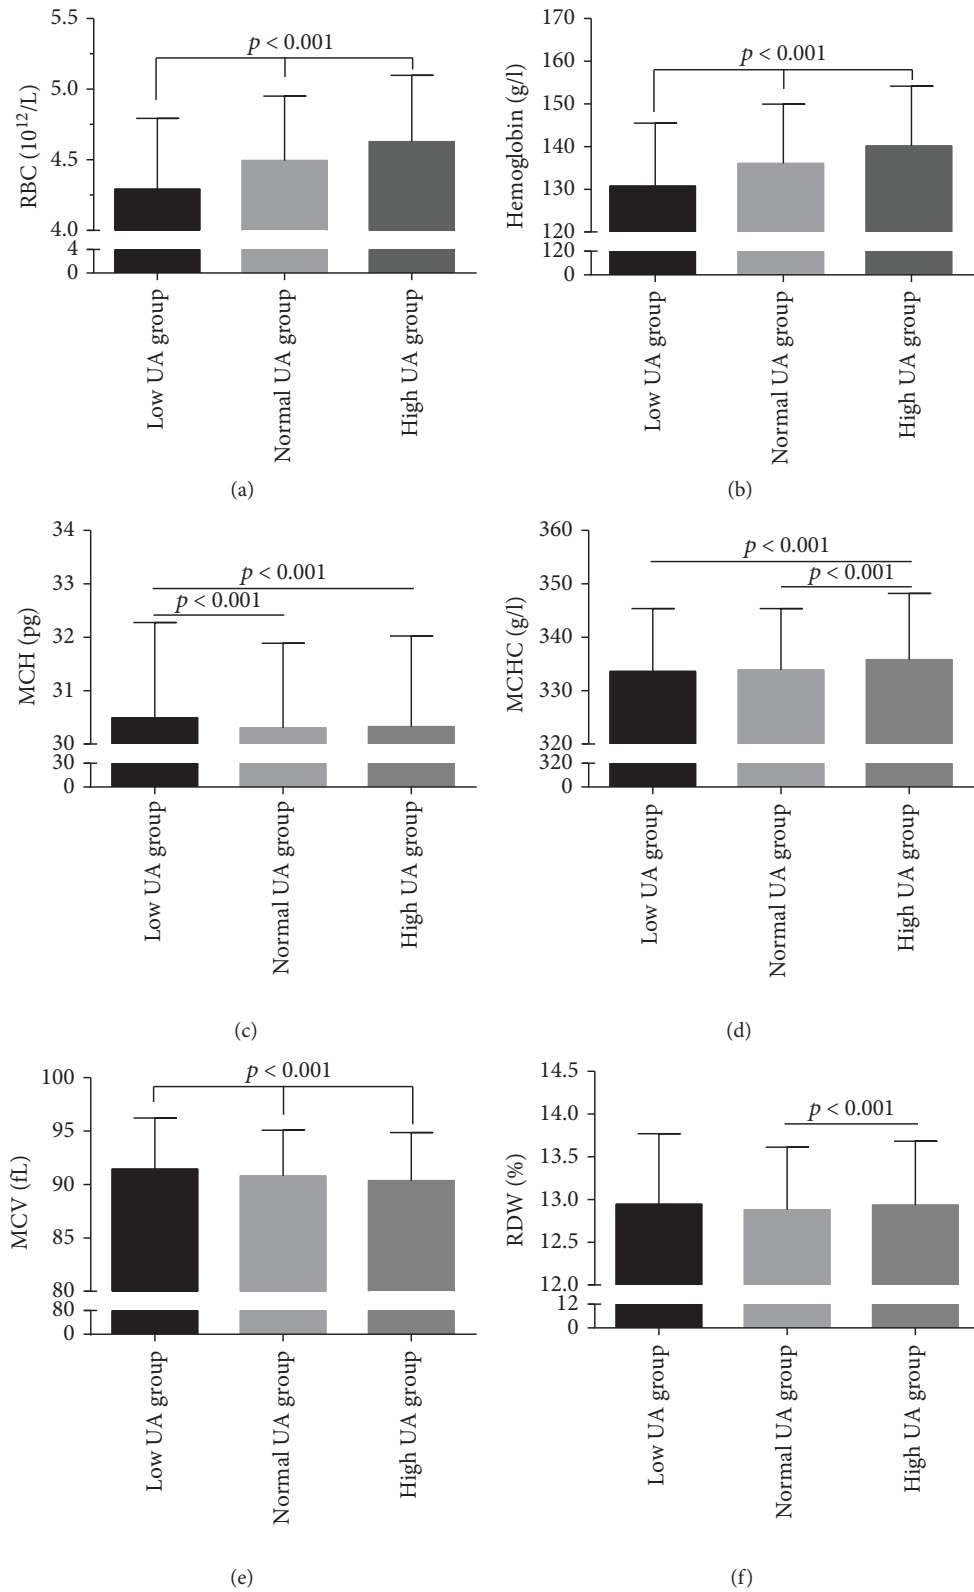 RBC (10¹²/L)
5.5
5.0
4.5
4.0
4
0
p < 0.001
Low UA group
Normal UA group
High UA group
(a)
Hemoglobin (g/l)
170
160
150
140
130
120
120
0
p < 0.001
Low UA group
Normal UA group
High UA group
(b)
MCH (pg)
34
33
32
31
30
30
0
p < 0.001
p < 0.001
Low UA group
Normal UA group
High UA group
(c)
MCHC (g/l)
360
350
340
330
320
320
0
p < 0.001
p < 0.001
Low UA group
Normal UA group
High UA group
(d)
MCV (fL)
100
95
90
85
80
80
0
p < 0.001
Low UA group
Normal UA group
High UA group
(e)
RDW (%)
14.5
14.0
13.5
13.0
12.5
12.0
12
0
p < 0.001
Low UA group
Normal UA group
High UA group
(f)